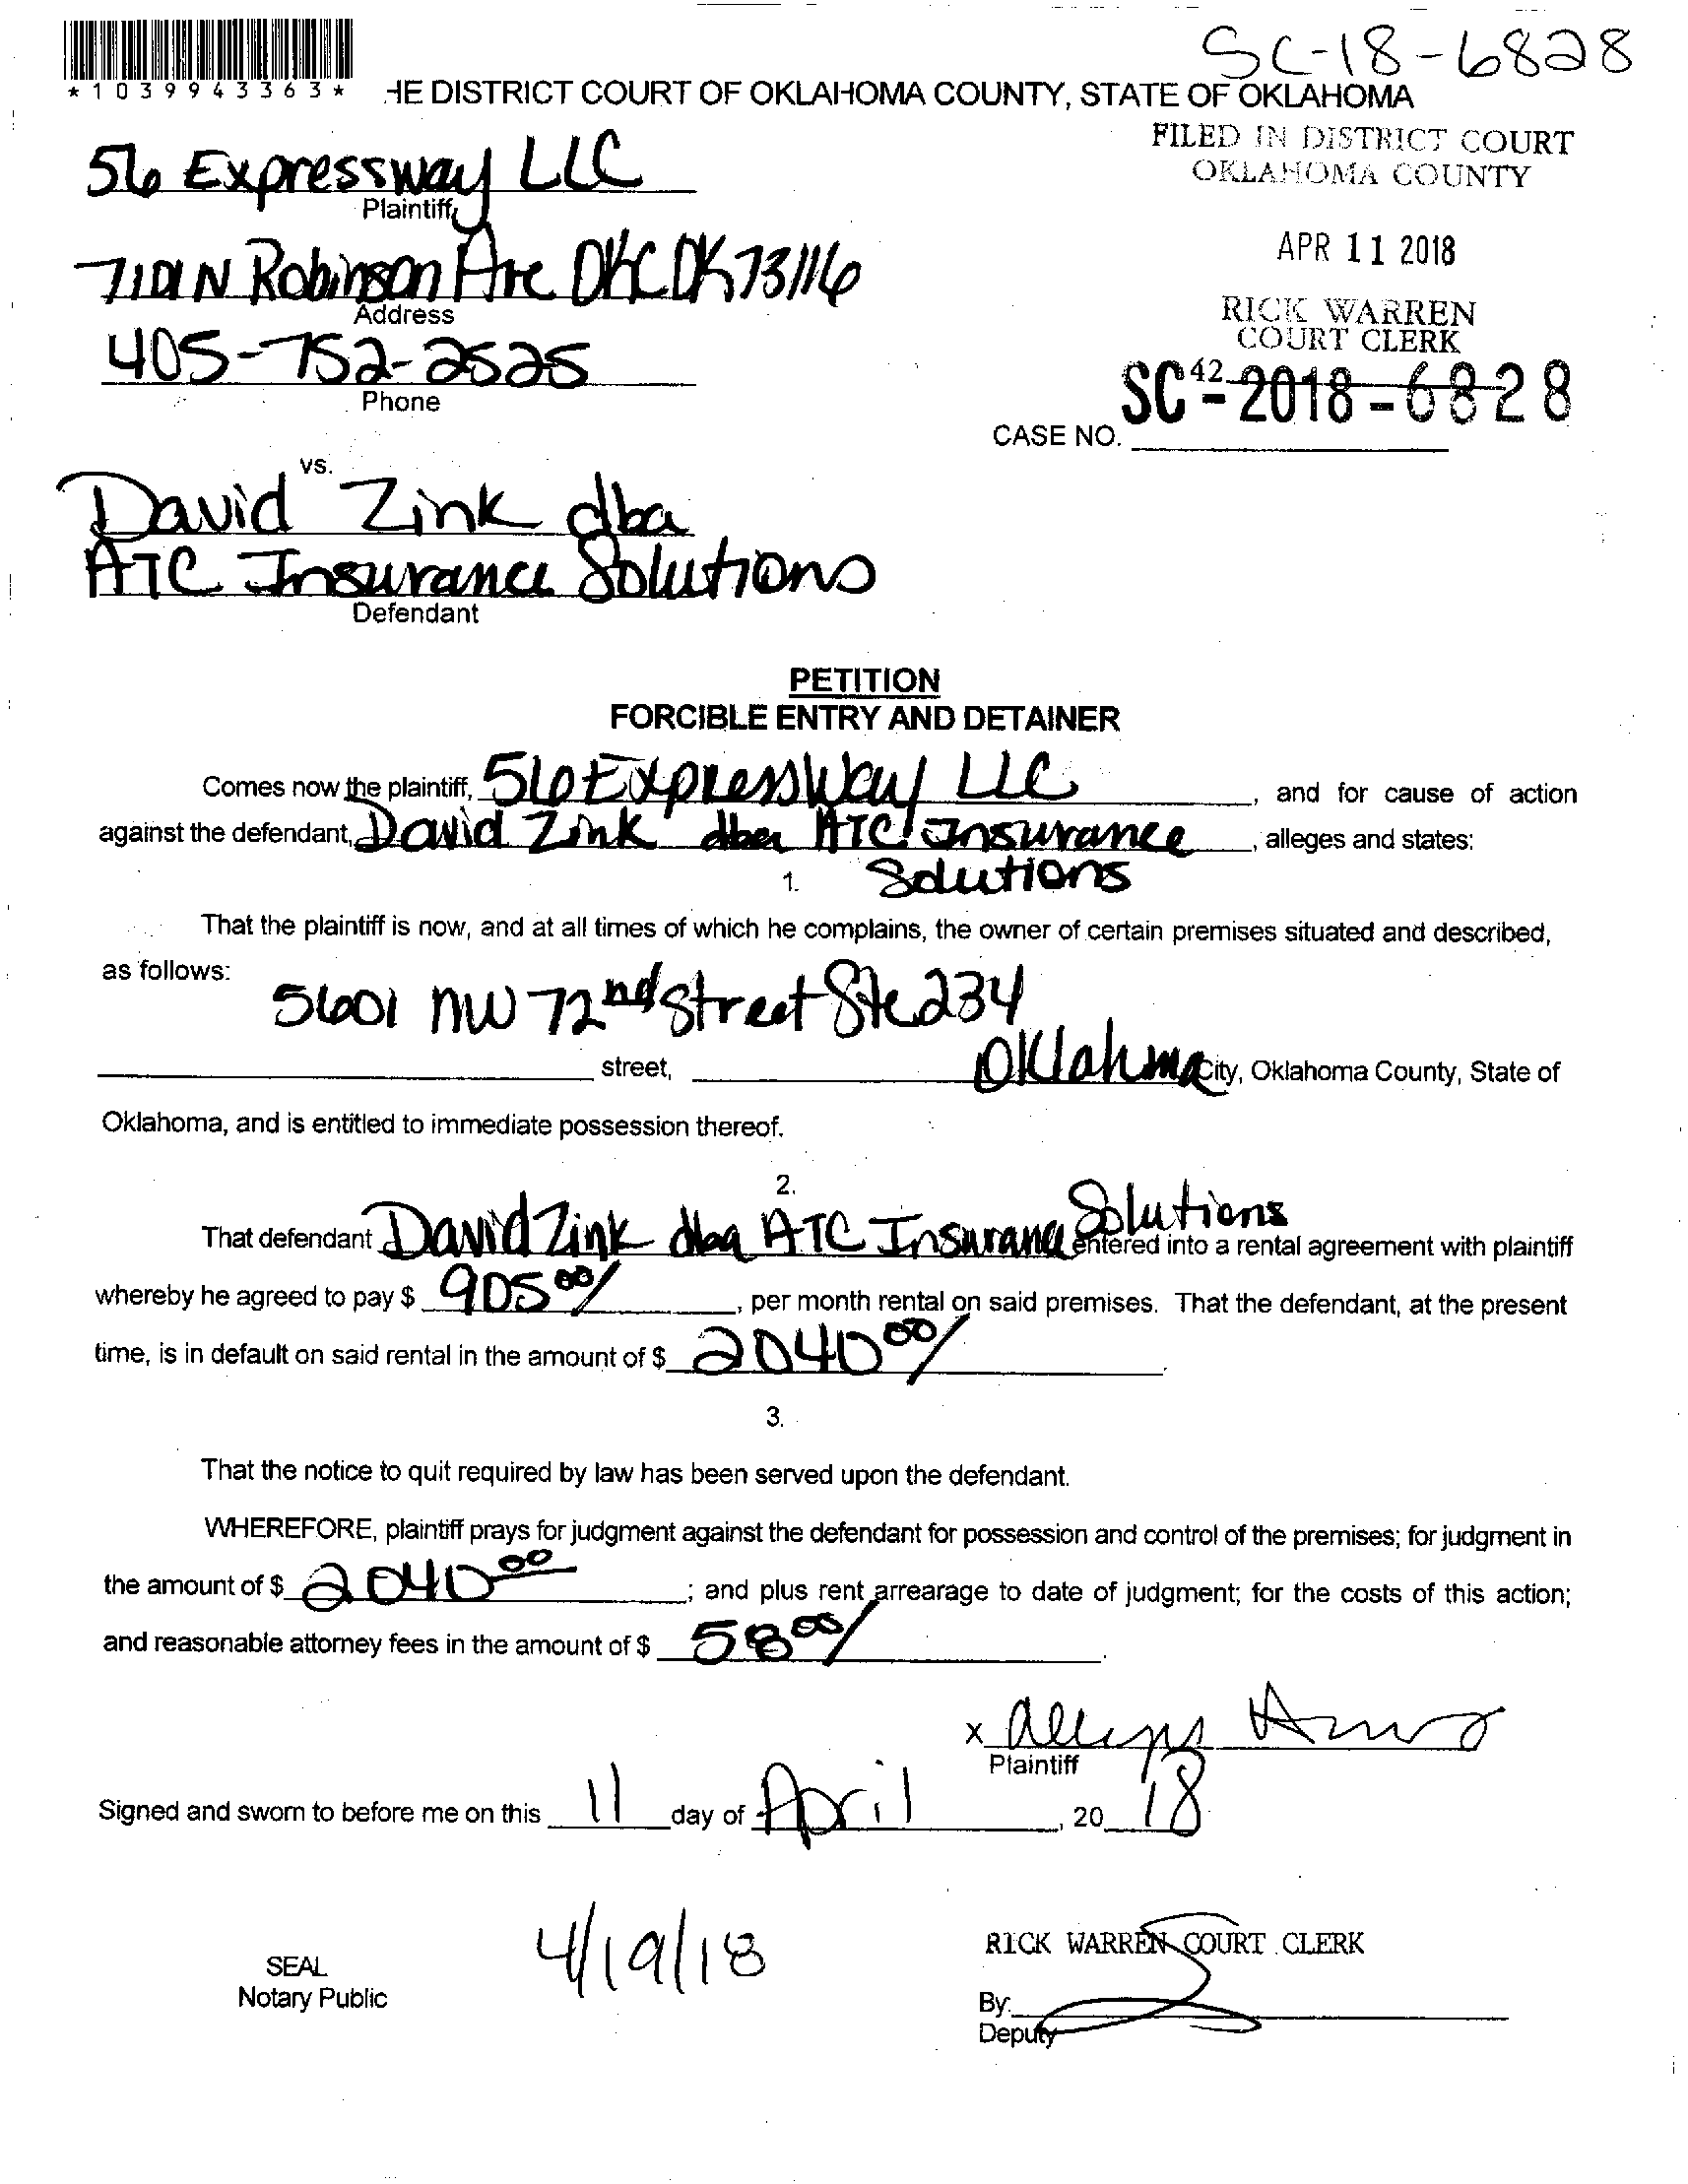 SC-18-6828
*1039943363*
HE DISTRICT COURT OF OKLAHOMA COUNTY, STATE OF OKLAHOMA
FILED IN DISTRICT COURT
OKLAHOMA COUNTY
56 Expressway LLC
Plaintiff
APR 11 2018
7101 N Robinson Ave OKC OK 73116
Address
RICK WARREN
COURT CLERK
405-752-2525
Phone
42
SC-2018-6828
CASE NO.
vs.
David Zink dba
ATC Insurance Solutions
Defendant
PETITION
FORCIBLE ENTRY AND DETAINER
Comes now the plaintiff, 56 Expressway LLC, and for cause of action
against the defendant, David Zink dba ATC Insurance, alleges and states:
1. Solutions
That the plaintiff is now, and at all times of which he complains, the owner of certain premises situated and described,
as follows:
5601 NW 72nd Street Ste 234
street, Oklahma City, Oklahoma County, State of
Oklahoma, and is entitled to immediate possession thereof.
2.
That defendant David Zink dba ATC Insurance Solutions entered into a rental agreement with plaintiff
whereby he agreed to pay $ 905 00/, per month rental on said premises. That the defendant, at the present
time, is in default on said rental in the amount of $ 2040 00/.
3.
That the notice to quit required by law has been served upon the defendant.
WHEREFORE, plaintiff prays for judgment against the defendant for possession and control of the premises; for judgment in
the amount of $ 2040 00; and plus rent arrearage to date of judgment; for the costs of this action;
and reasonable attorney fees in the amount of $ 58 00/.
x
Plaintiff
Signed and sworn to before me on this 11 day of April, 20 18
4/19/18
RICK WARREN COURT CLERK
SEAL
Notary Public
By:
Deputy